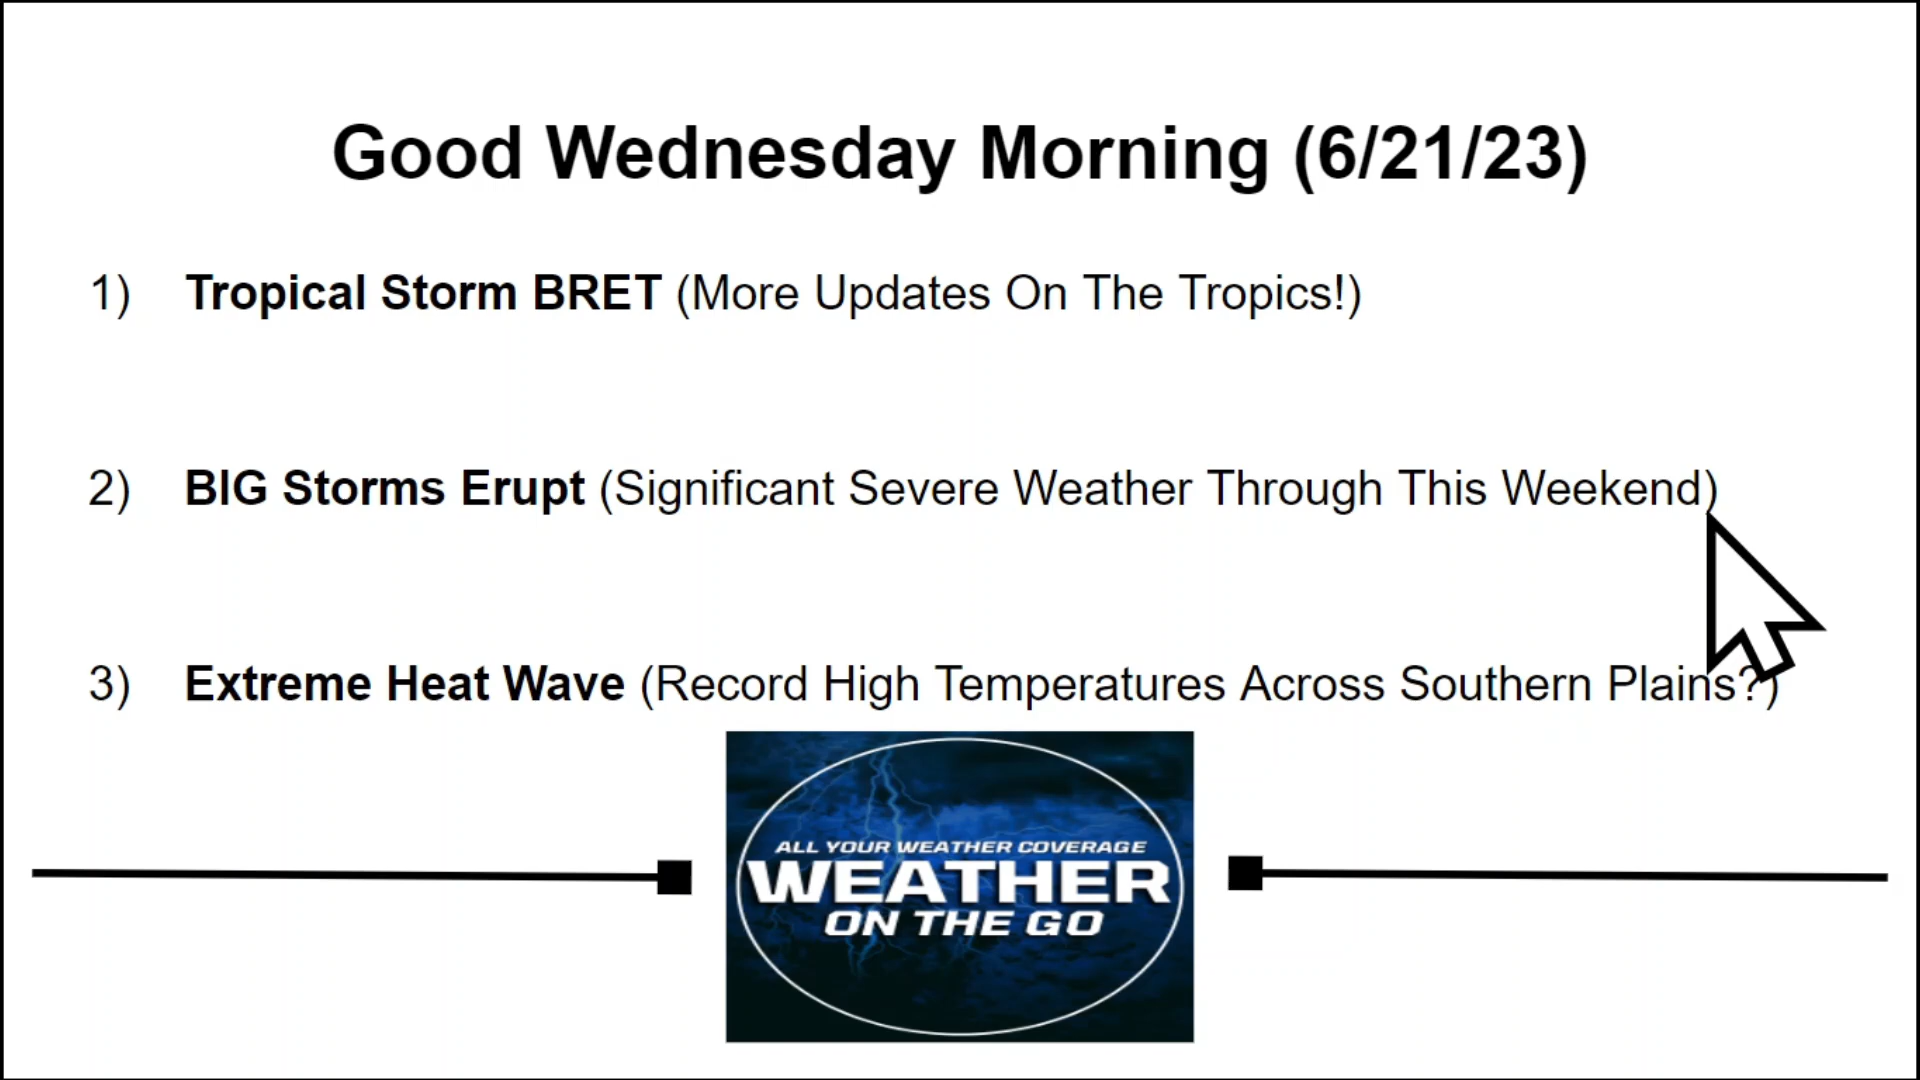 Good Wednesday Morning (6/21/23)
1) Tropical Storm BRET (More Updates On The Tropics!)
2) BIG Storms Erupt (Significant Severe Weather Through This Weekend)
3) Extreme Heat Wave (Record High Temperatures Across Southern Plains?)
ALL YOUR WEATHER COVERAGE
WEATHER
ON THE GO